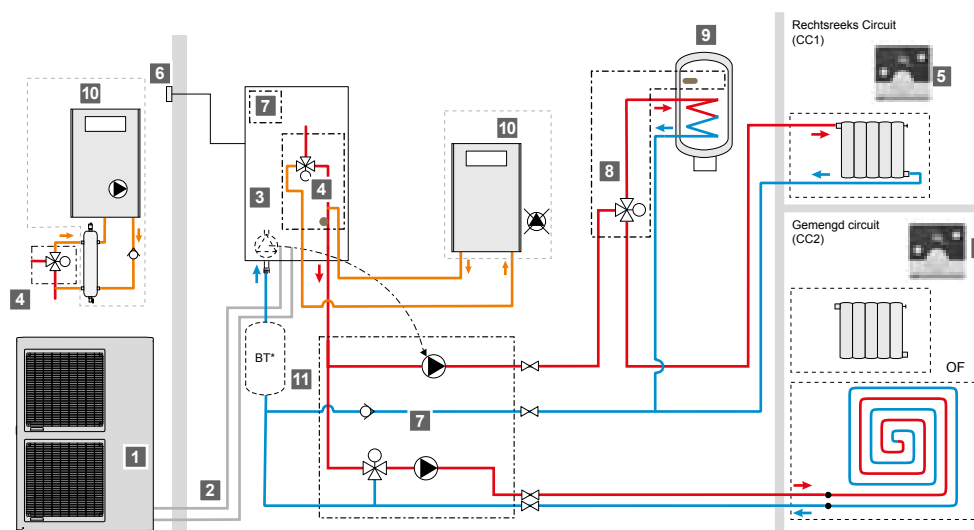 Rechtsreeks Circuit
(CC1)
9
5
6
10
7
10
8
4
3
Gemengd circuit
(CC2)
4
BT*
11
OF
7
1
2